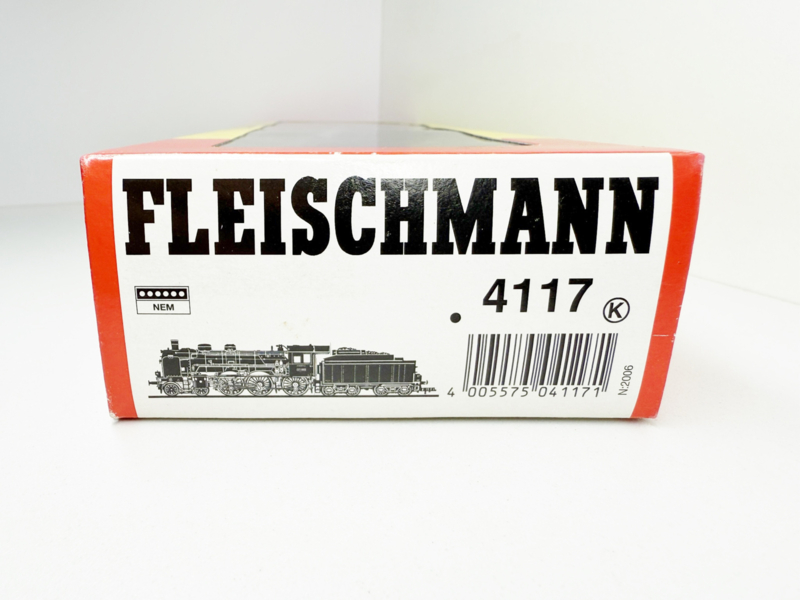 FLEISCHMANN
NEM
4117 K
4 005575 041171
N:2006